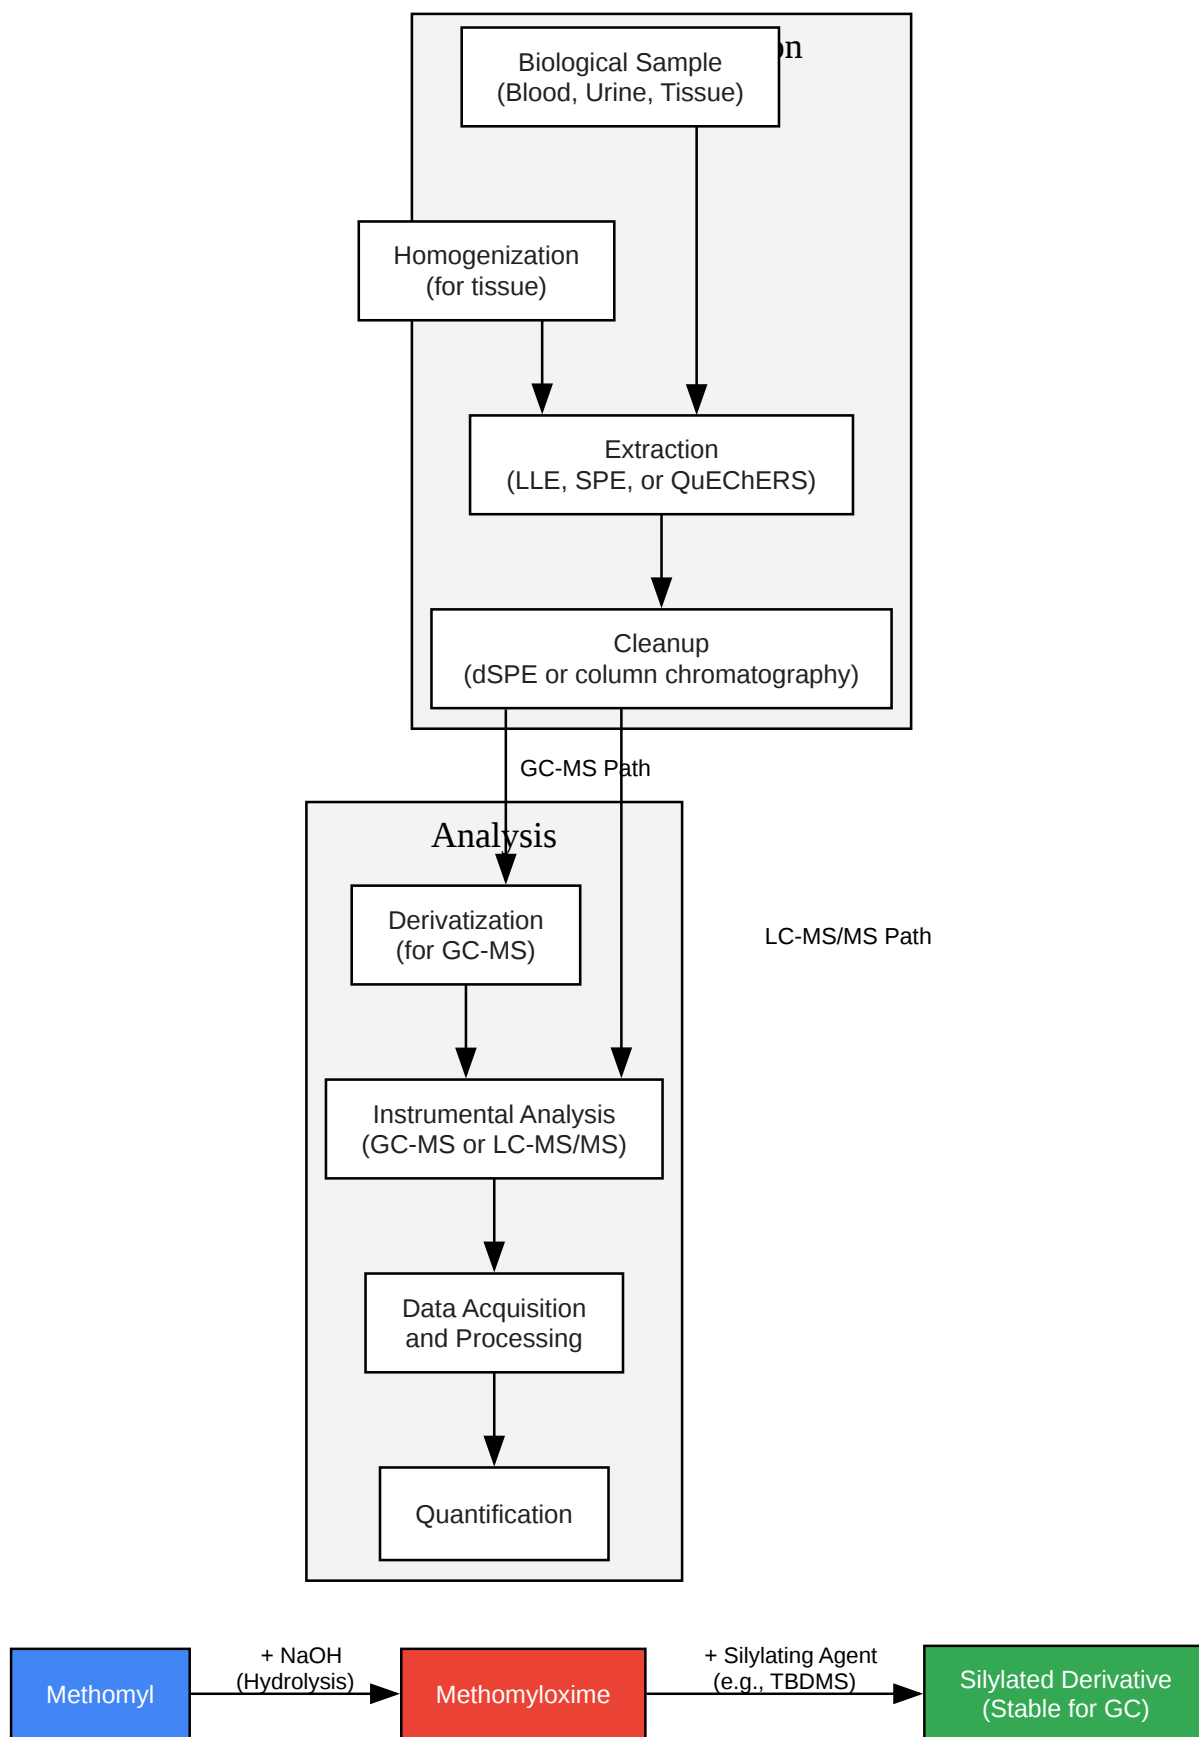 Biological Sample
(Blood, Urine, Tissue)
Homogenization
(for tissue)
Extraction
(LLE, SPE, or QuEChERS)
Cleanup
(dSPE or column chromatography)
GC-MS Path
Analysis
Derivatization
(for GC-MS)
LC-MS/MS Path
Instrumental Analysis
(GC-MS or LC-MS/MS)
Data Acquisition
and Processing
Quantification
+ NaOH
(Hydrolysis)
+ Silylating Agent
(e.g., TBDMS)
Methomyl
Methomyloxime
Silylated Derivative
(Stable for GC)